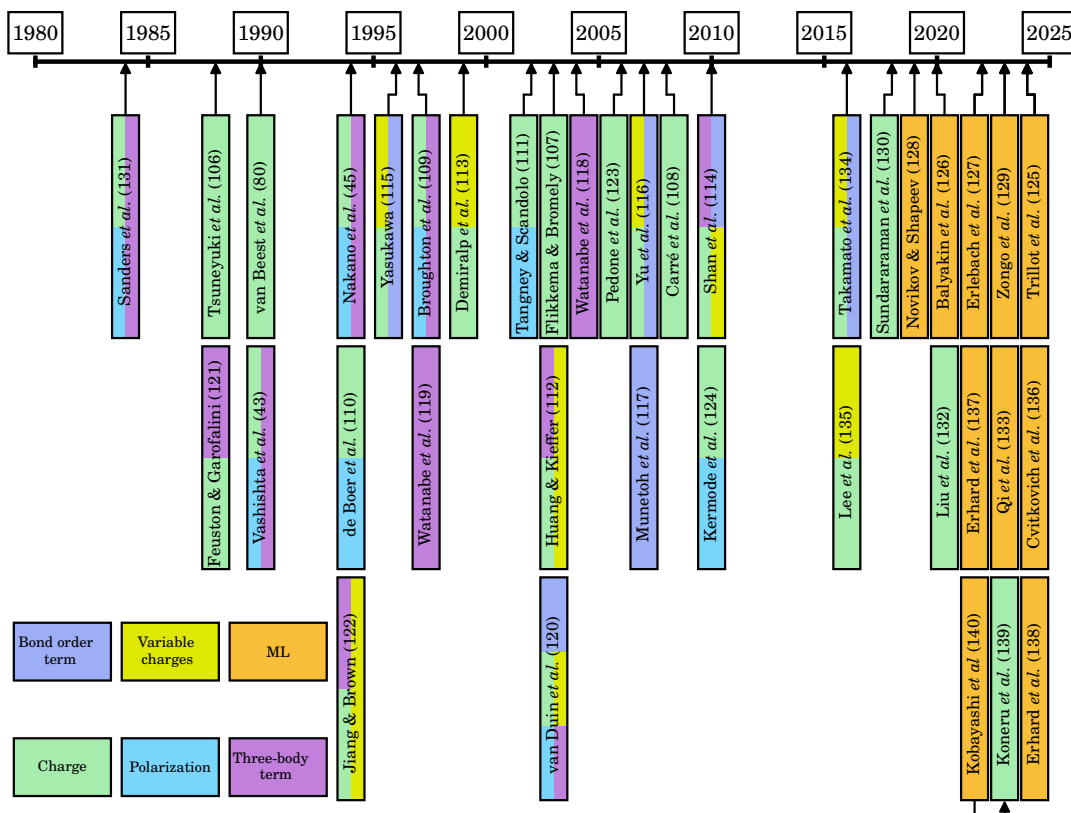 1980
1985
1990
1995
2000
2005
2010
2015
2020
2025
Sanders et al. (131)
Tsuneyuki et al. (106)
van Beest et al. (80)
Nakano et al. (45)
Yasukawa (115)
Broughton et al. (109)
Demiralp et al. (113)
Tangney & Scandolo (111)
Flikkema & Bromely (107)
Watanabe et al. (118)
Pedone et al. (123)
Yu et al. (116)
Carré et al. (108)
Shan et al. (114)
Takamato et al. (134)
Sundararaman et al. (130)
Novikov & Shapeev (128)
Balyakin et al. (126)
Erlebach et al. (127)
Zongo et al. (129)
Trillot et al. (125)
Feuston & Garofalini (121)
Vashishta et al. (43)
de Boer et al. (110)
Watanabe et al. (119)
Huang & Kieffer (112)
Munetoh et al. (117)
Kermode et al. (124)
Lee et al. (135)
Liu et al. (132)
Erhard et al. (137)
Qi et al. (133)
Cvitkovich et al. (136)
Jiang & Brown (122)
van Duin et al. (120)
Kobayashi et al (140)
Koneru et al. (139)
Erhard et al. (138)
Bond order
term
Variable
charges
ML
Charge
Polarization
Three-body
term